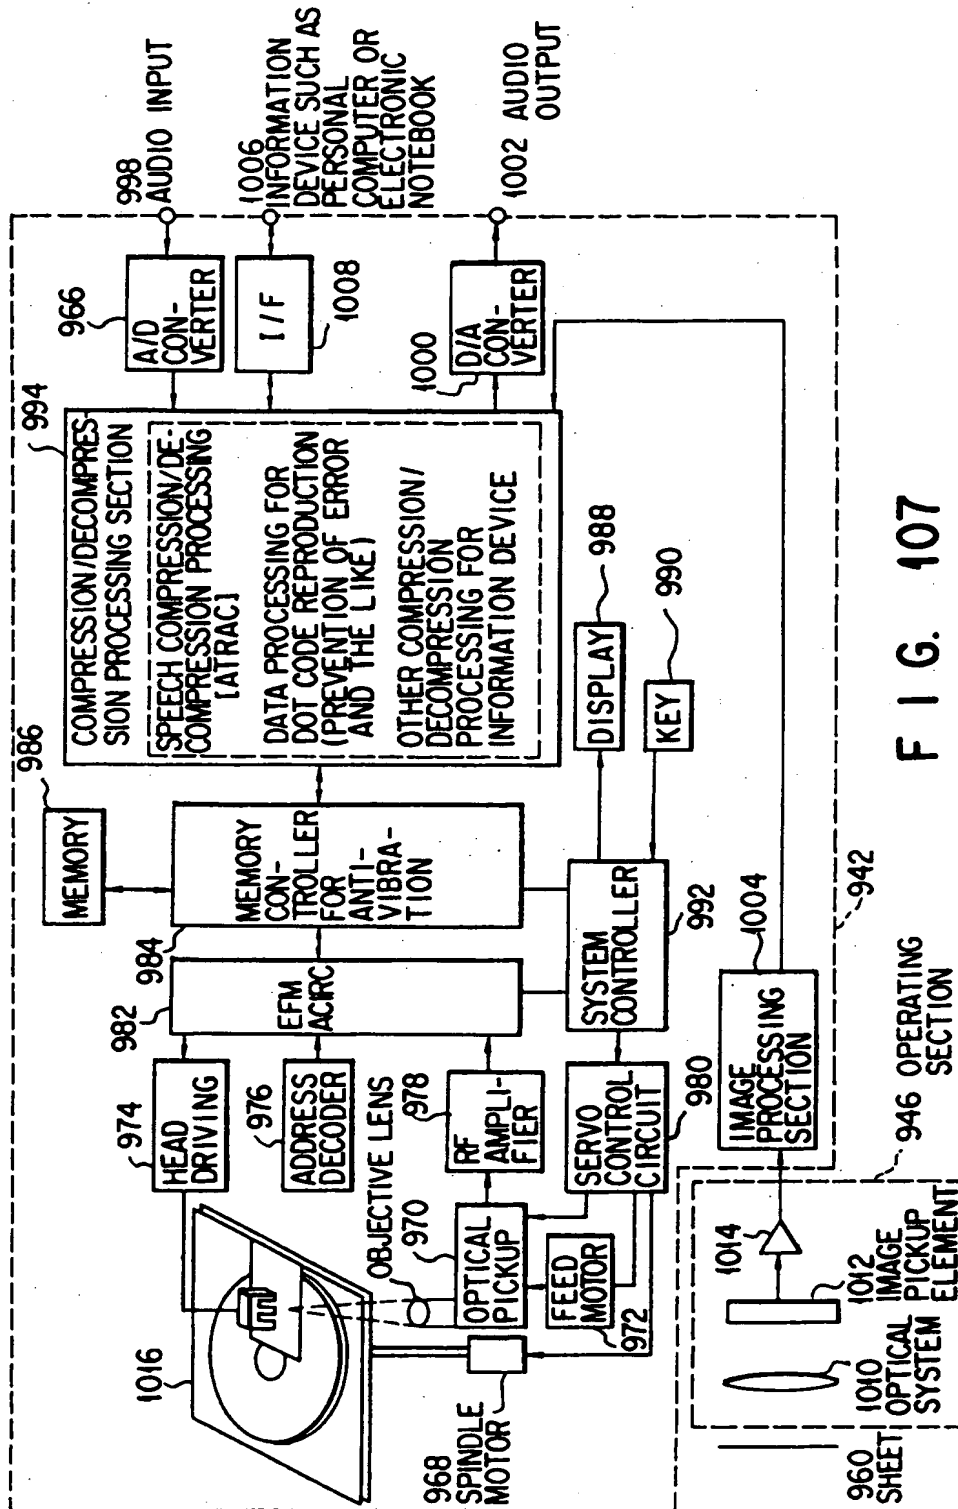 998
AUDIO INPUT
1006
INFORMATION
DEVICE SUCH AS
PERSONAL
COMPUTER OR
ELECTRONIC
NOTEBOOK
1002 AUDIO
OUTPUT
966
A/D
CON-
VERTER
I/F
1008
1000
D/A
CON-
VERTER
994
COMPRESSION/DECOMPRES-
SION PROCESSING SECTION
SPEECH COMPRESSION/DE-
COMPRESSION PROCESSING
[ATRAC]
DATA PROCESSING FOR
DOT CODE REPRODUCTION
(PREVENTION OF ERROR
AND THE LIKE)
OTHER COMPRESSION/
DECOMPRESSION
PROCESSING FOR
INFORMATION DEVICE
986
MEMORY
984
MEMORY
CON-
TROLLER
FOR
ANTI-
VIBRA-
TION
982
EFM
ACIRC
DISPLAY
988
KEY
990
SYSTEM
CONTROLLER
992
974
HEAD
DRIVING
976
ADDRESS
DECODER
978
RF
AMPLI-
FIER
OBJECTIVE LENS
970
OPTICAL
PICKUP
FEED
MOTOR
972
SERVO
CONTROL
CIRCUIT
980
1016
968
SPINDLE
MOTOR
IMAGE
PROCESSING
SECTION
1004
942
946 OPERATING
SECTION
1014
1012
IMAGE
PICKUP
ELEMENT
1010
OPTICAL
SYSTEM
960
SHEET
FIG. 107